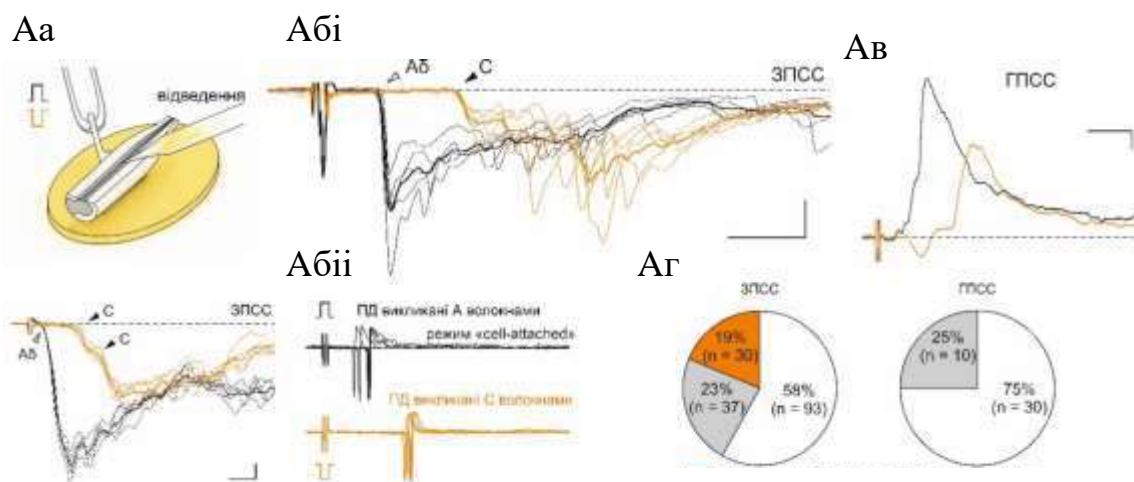 Аа
відведення
Абі
Аδ
С
ЗПСС
Ав
ГПСС
Аδ
С
С
ЗПСС
Абіі
ПД викликані А волокнами
режим «cell-attached»
ПД викликані С волокнами
Аг
ЗПСС
19%
(n = 30)
23%
(n = 37)
58%
(n = 93)
ГПСС
25%
(n = 10)
75%
(n = 30)